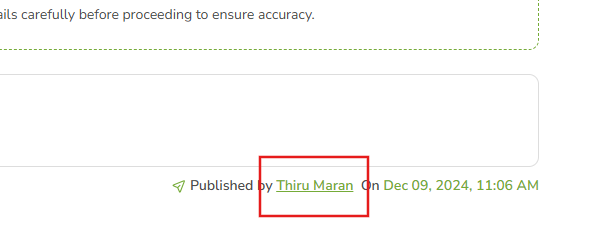 ails carefully before proceeding to ensure accuracy.
Published by Thiru Maran On Dec 09, 2024, 11:06 AM